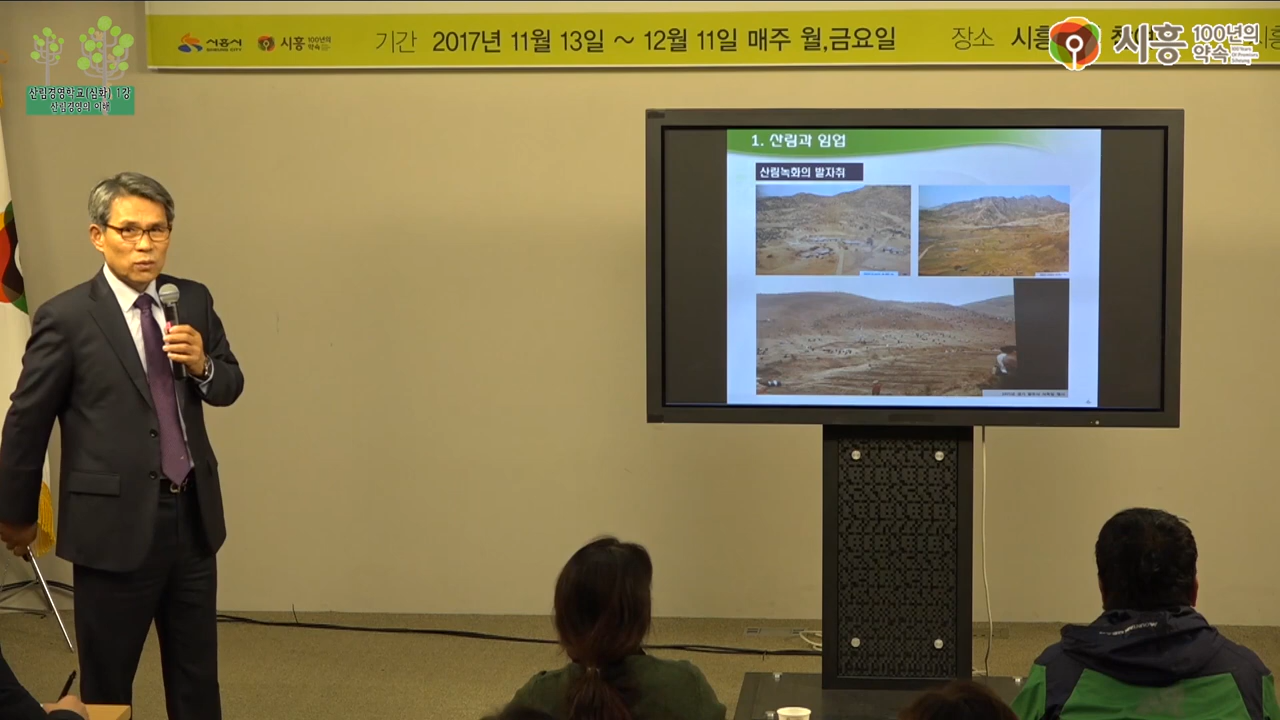 시흥시
SIHEUNG CITY
시흥 100년의 약속
기간 2017년 11월 13일 ~ 12월 11일 매주 월,금요일
장소 시흥
시흥 100년의 약속
산림경영학교(심화) 1강
산림경영의 이해
1. 산림과 임업
산림녹화의 발자취